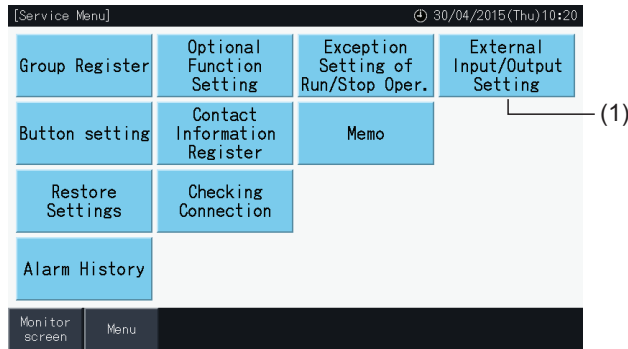 [Service Menu] 30/04/2015(Thu)10:20
Group Register
Optional
Function
Setting
Exception
Setting of
Run/Stop Oper.
External
Input/Output
Setting
(1)
Button setting
Contact
Information
Register
Memo
Restore
Settings
Checking
Connection
Alarm History
Monitor
screen
Menu